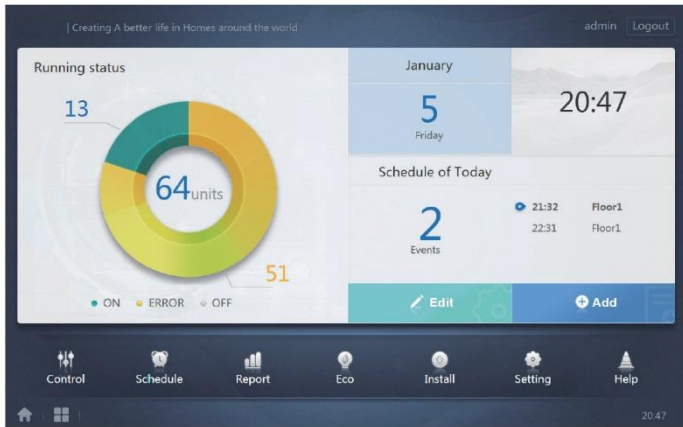 | Creating A better life in Homes around the world
admin Logout
Running status
13
64 units
51
ON ERROR OFF
January
5
Friday
20:47
Schedule of Today
2
Events
21:32 Floor1
22:31 Floor1
Edit
Add
Control Schedule Report Eco Install Setting Help
20:47